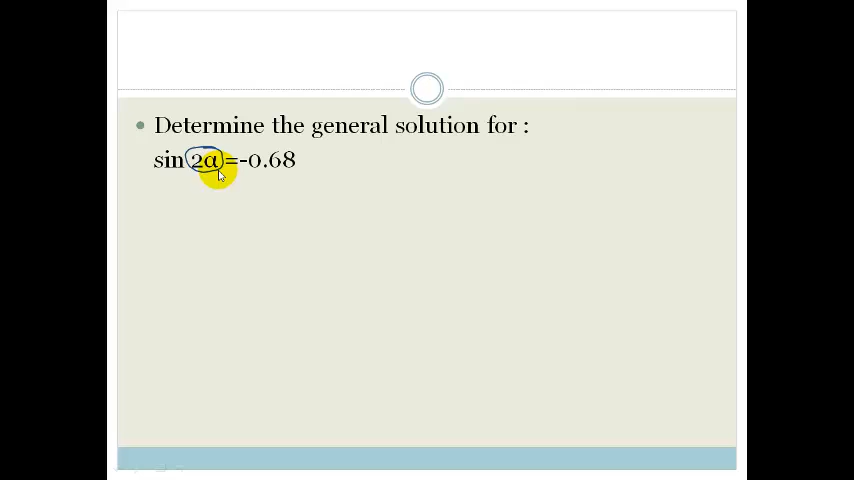 Determine the general solution for :
sin 2α =-0.68